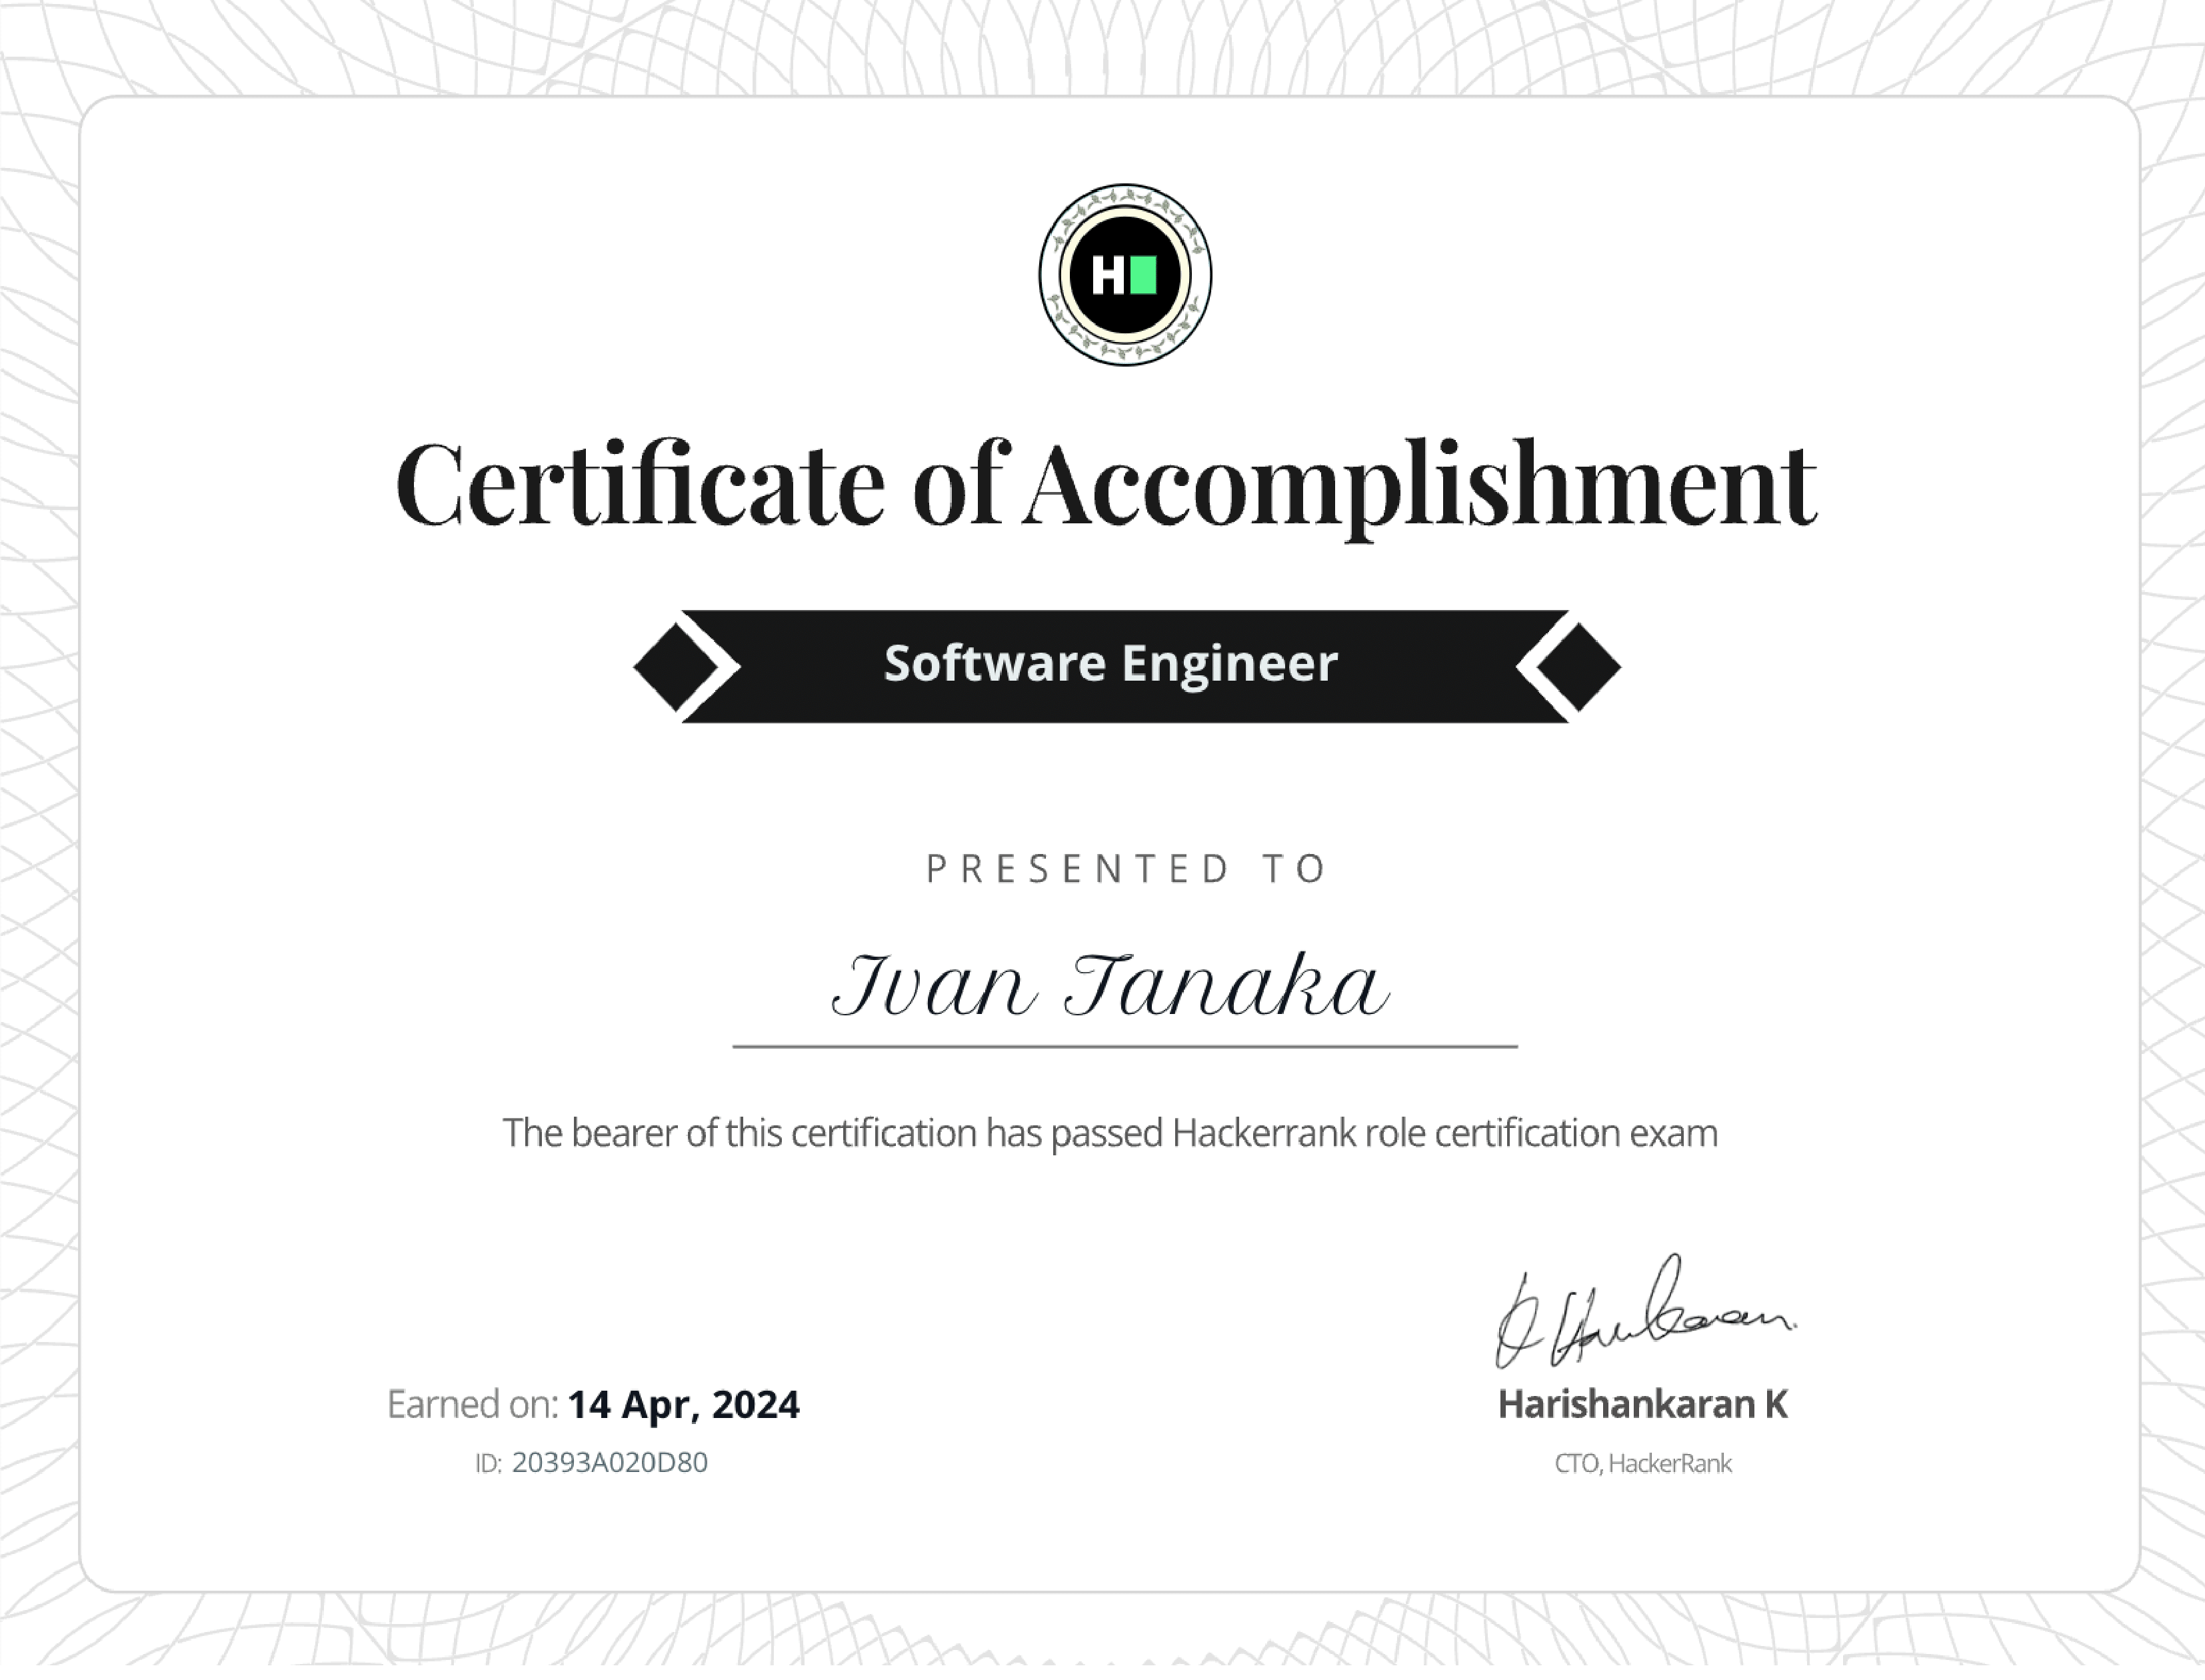 H
Certificate of Accomplishment
Software Engineer
PRESENTED TO
Ivan Tanaka
The bearer of this certification has passed Hackerrank role certification exam
Earned on: 14 Apr, 2024
ID: 20393A020D80
Harishankaran K
CTO, HackerRank